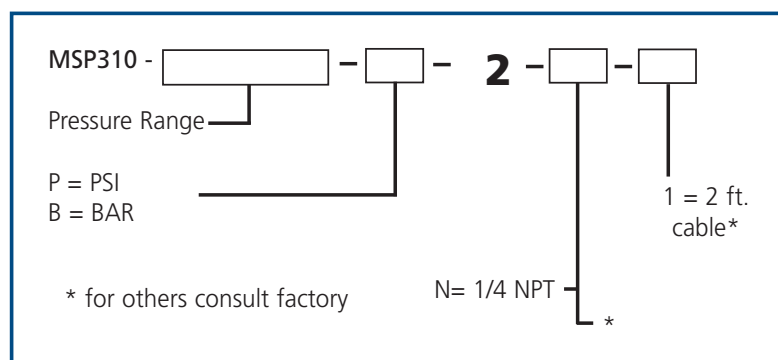 MSP310 - - - 2 - -
Pressure Range
P = PSI
B = BAR
1 = 2 ft.
cable*
* for others consult factory
N= 1/4 NPT
*